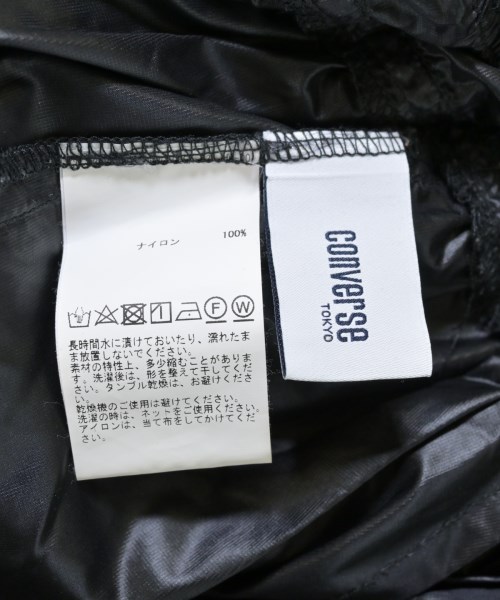 ナイロン 100%
F W
長時間水に漬けておいたり、濡れたま
ま放置しないでください。
素材の特性上、多少縮むことがありま
す。洗濯後は、形を整えて干してくだ
さい。タンブル乾燥は、お避けくださ
い。
乾燥機のご使用は避けてください。
洗濯の時は、ネットをご使用ください。
アイロンは、当て布をしてかけてくだ
さい。
converse
TOKYO